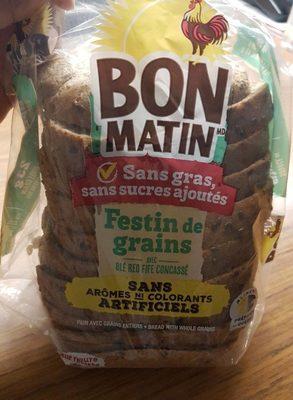 BON
MATIN MD
Sans gras,
sans sucres ajoutés
Festin de
grains
AVEC
BLÉ RED FIFE CONCASSÉ
SANS
ARÔMES NI COLORANTS
ARTIFICIELS
PAIN AVEC GRAINS ENTIERS • BREAD WITH WHOLE GRAINS